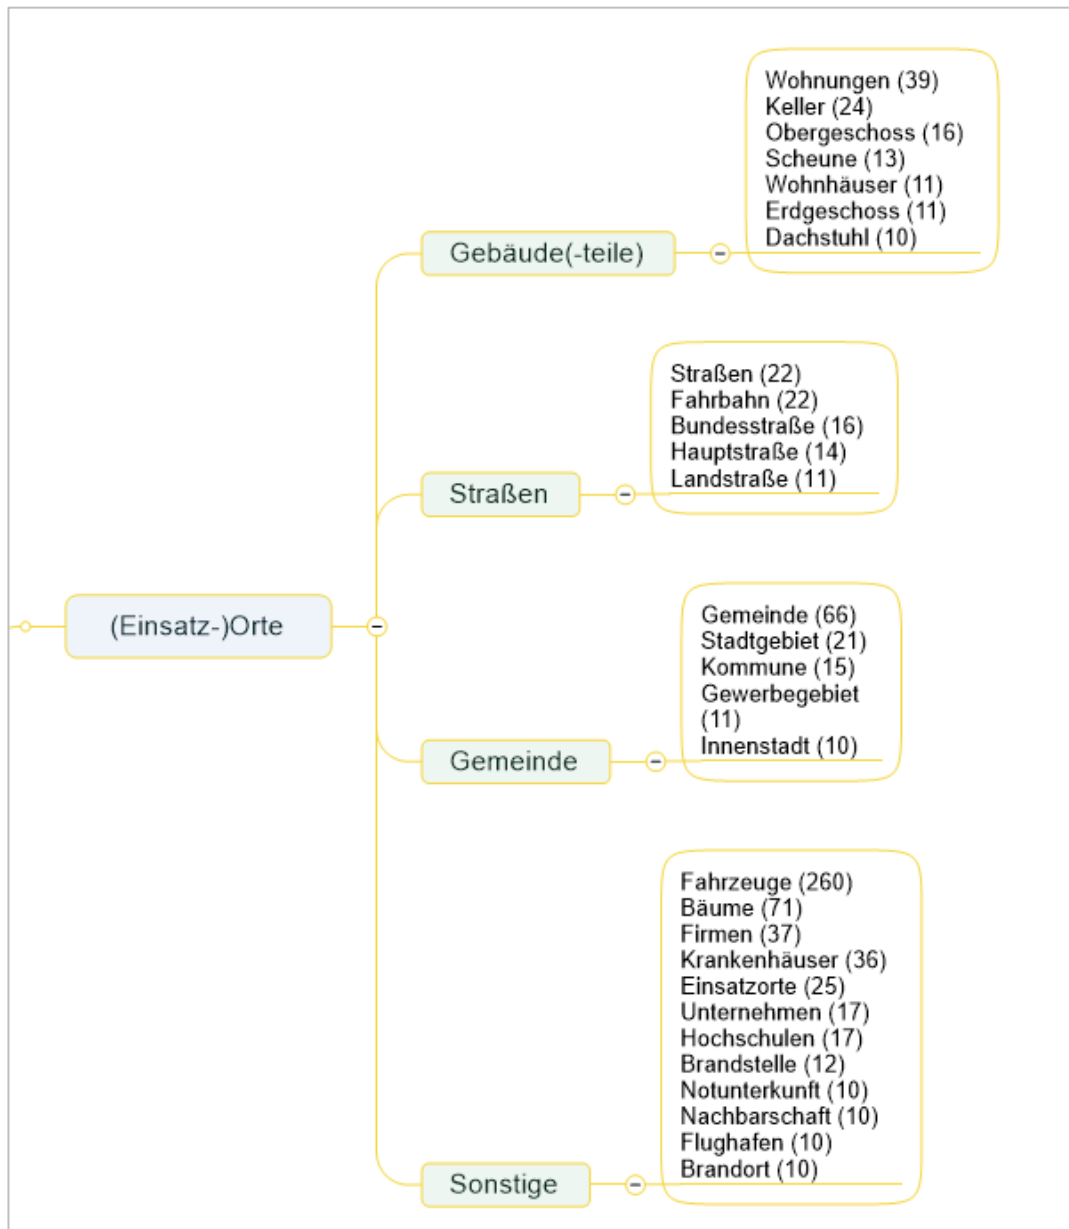 (Einsatz-)Orte
Gebäude(-teile)
Wohnungen (39)
Keller (24)
Obergeschoss (16)
Scheune (13)
Wohnhäuser (11)
Erdgeschoss (11)
Dachstuhl (10)
Straßen
Straßen (22)
Fahrbahn (22)
Bundesstraße (16)
Hauptstraße (14)
Landstraße (11)
Gemeinde
Gemeinde (66)
Stadtgebiet (21)
Kommune (15)
Gewerbegebiet
(11)
Innenstadt (10)
Sonstige
Fahrzeuge (260)
Bäume (71)
Firmen (37)
Krankenhäuser (36)
Einsatzorte (25)
Unternehmen (17)
Hochschulen (17)
Brandstelle (12)
Notunterkunft (10)
Nachbarschaft (10)
Flughafen (10)
Brandort (10)